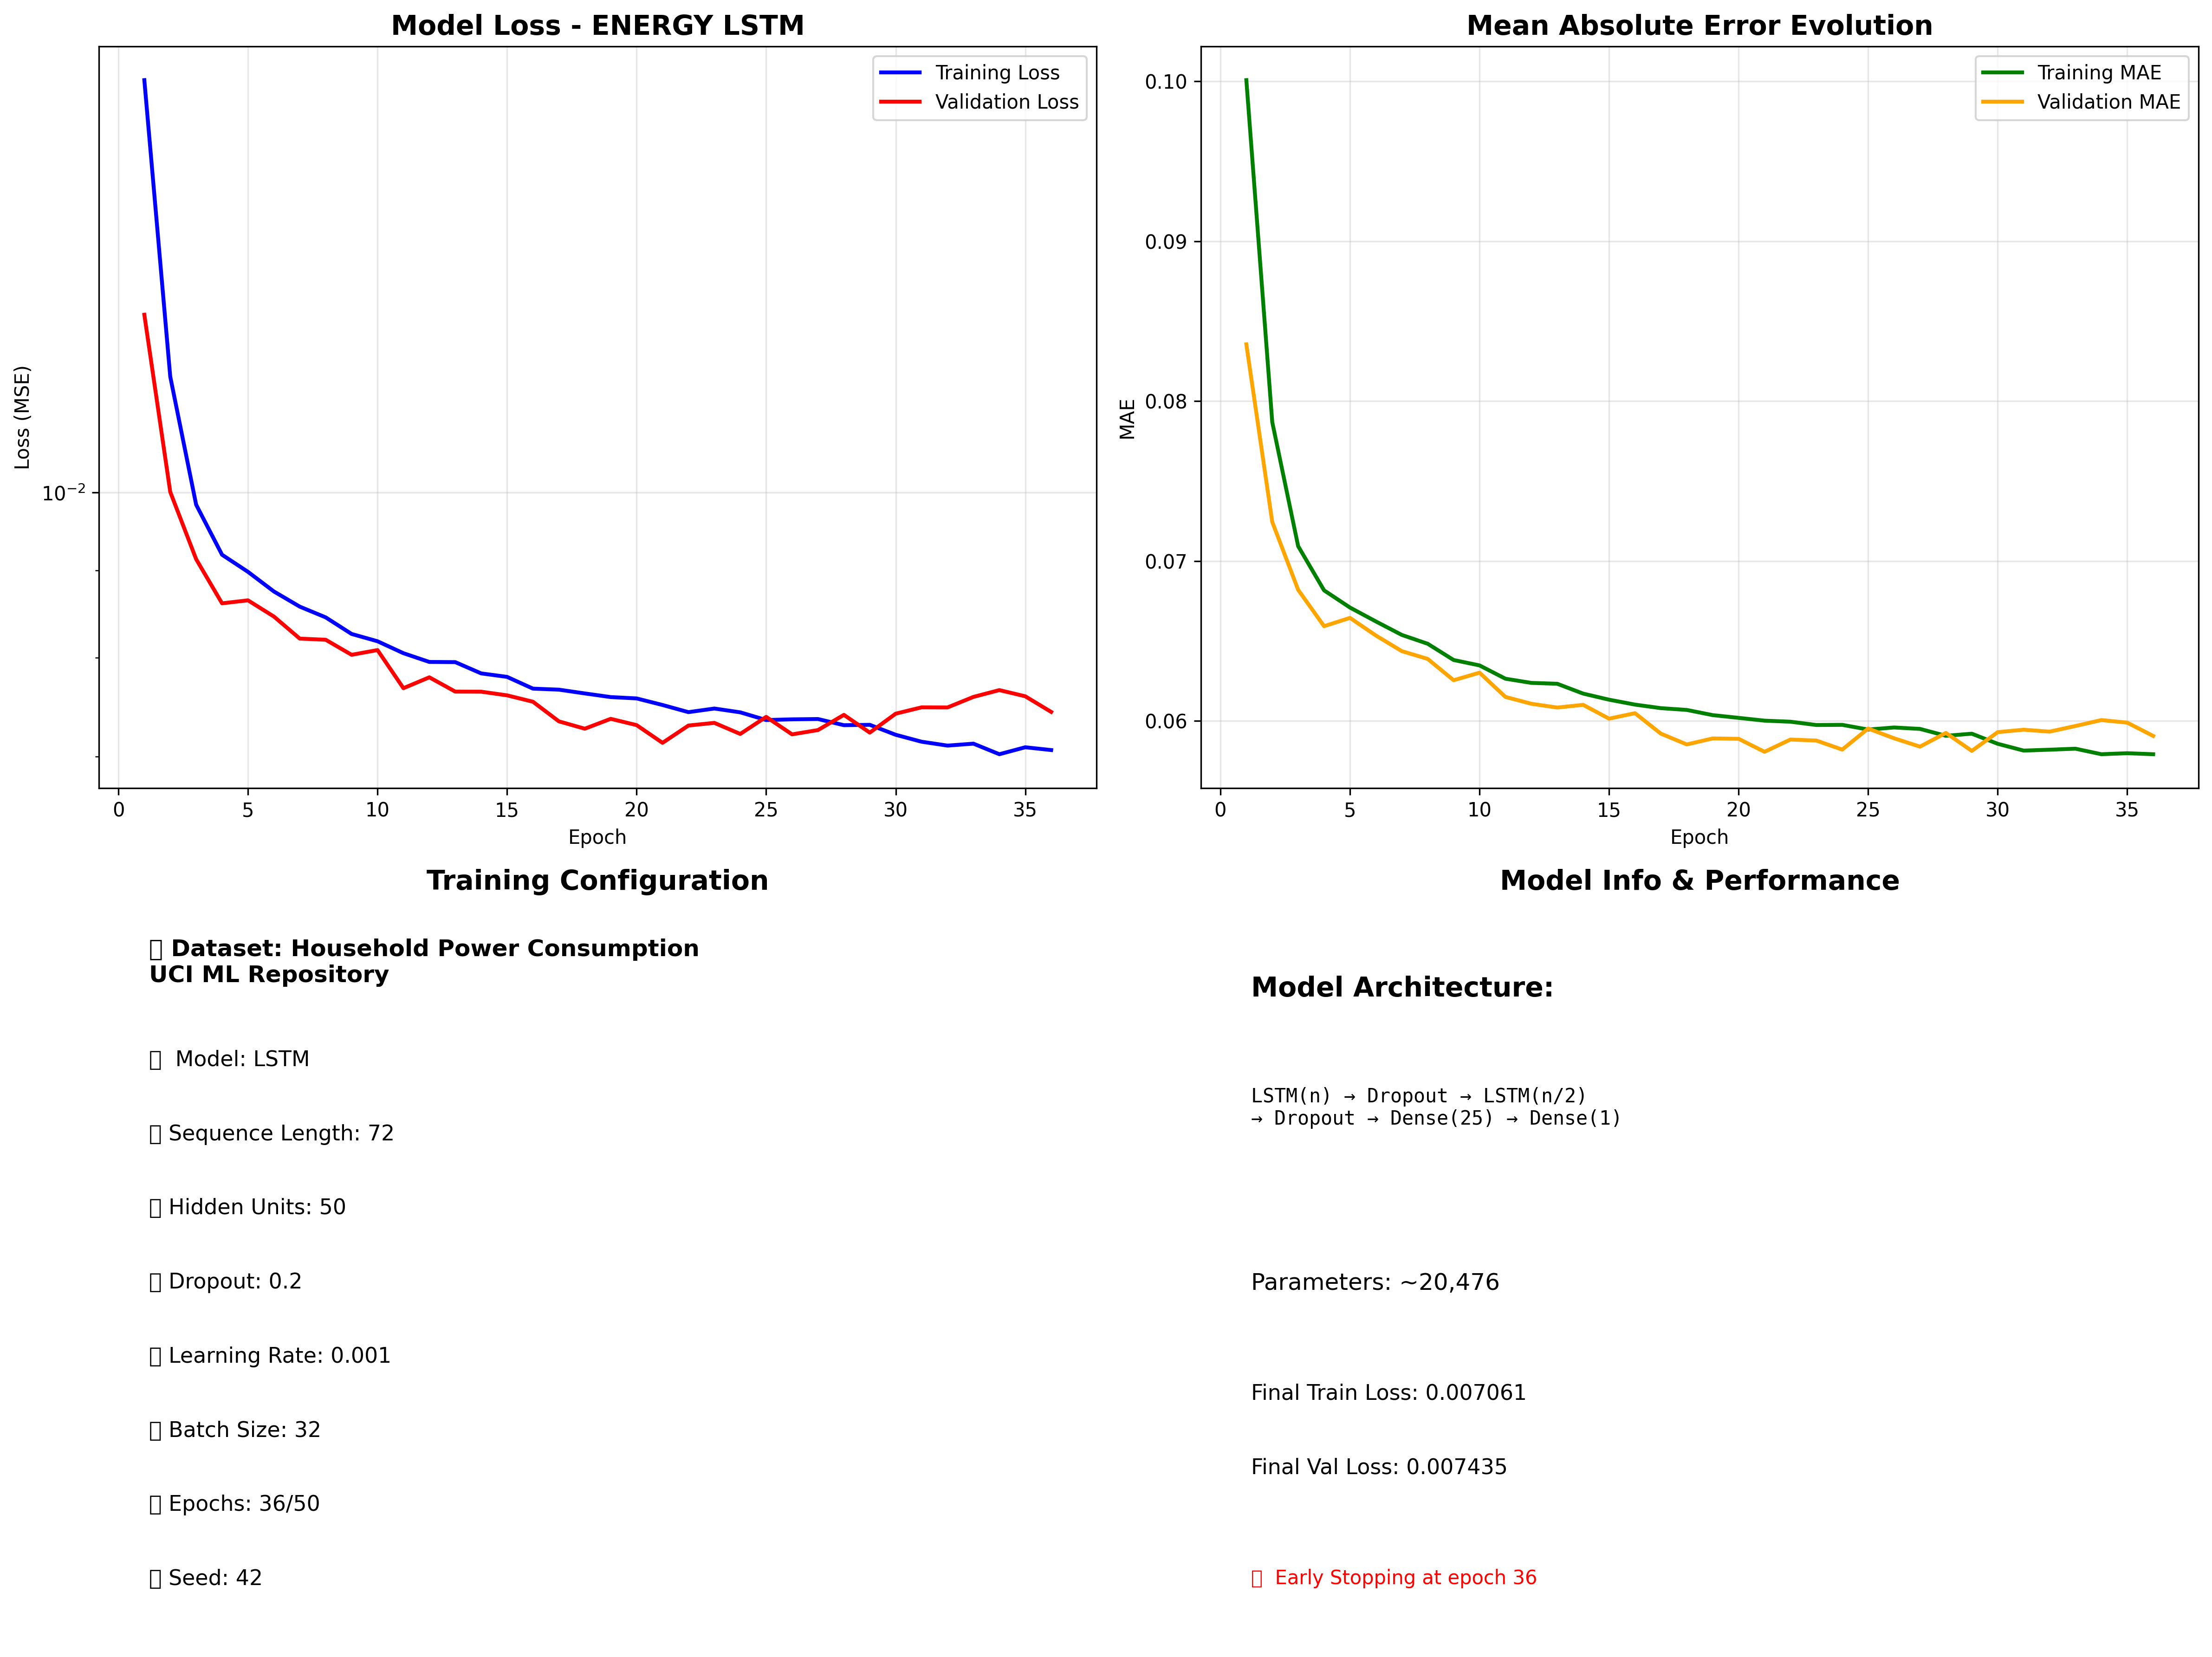 Model Loss - ENERGY LSTM
Training Loss
Validation Loss
Loss (MSE)
10⁻²
0 5 10 15 20 25 30 35
Epoch
Mean Absolute Error Evolution
Training MAE
Validation MAE
MAE
0.10
0.09
0.08
0.07
0.06
0 5 10 15 20 25 30 35
Epoch
Training Configuration
▯ Dataset: Household Power Consumption
UCI ML Repository
▯ Model: LSTM
▯ Sequence Length: 72
▯ Hidden Units: 50
▯ Dropout: 0.2
▯ Learning Rate: 0.001
▯ Batch Size: 32
▯ Epochs: 36/50
▯ Seed: 42
Model Info & Performance
Model Architecture:
LSTM(n) → Dropout → LSTM(n/2)
→ Dropout → Dense(25) → Dense(1)
Parameters: ~20,476
Final Train Loss: 0.007061
Final Val Loss: 0.007435
▯ Early Stopping at epoch 36